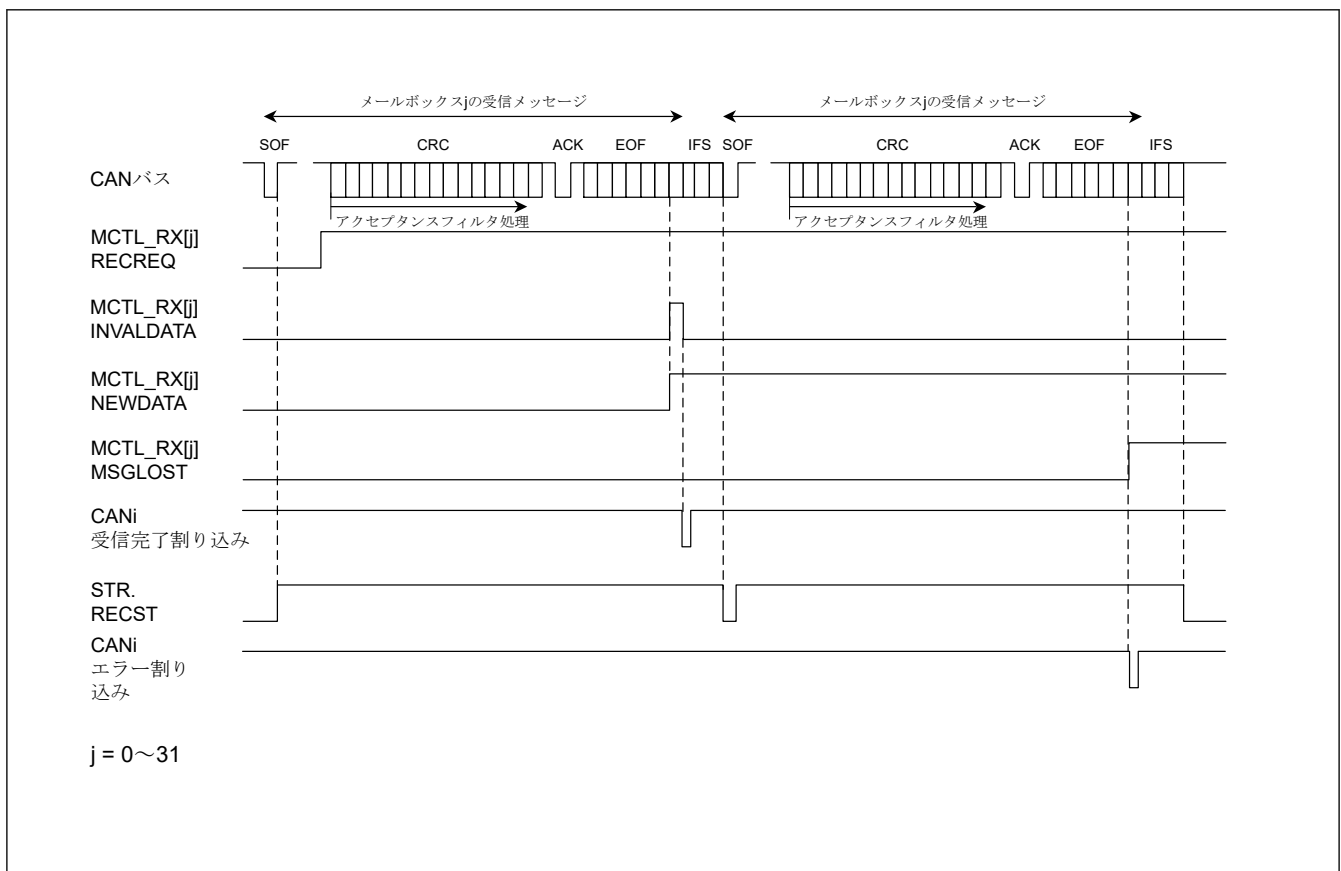 メールボックスjの受信メッセージ メールボックスjの受信メッセージ
SOF CRC ACK EOF IFS SOF CRC ACK EOF IFS
CANバス
アクセプタンスフィルタ処理 アクセプタンスフィルタ処理
MCTL_RX[j]
RECREQ
MCTL_RX[j]
INVALDATA
MCTL_RX[j]
NEWDATA
MCTL_RX[j]
MSGLOST
CANi
受信完了割り込み
STR.
RECST
CANi
エラー割り
込み
j = 0～31